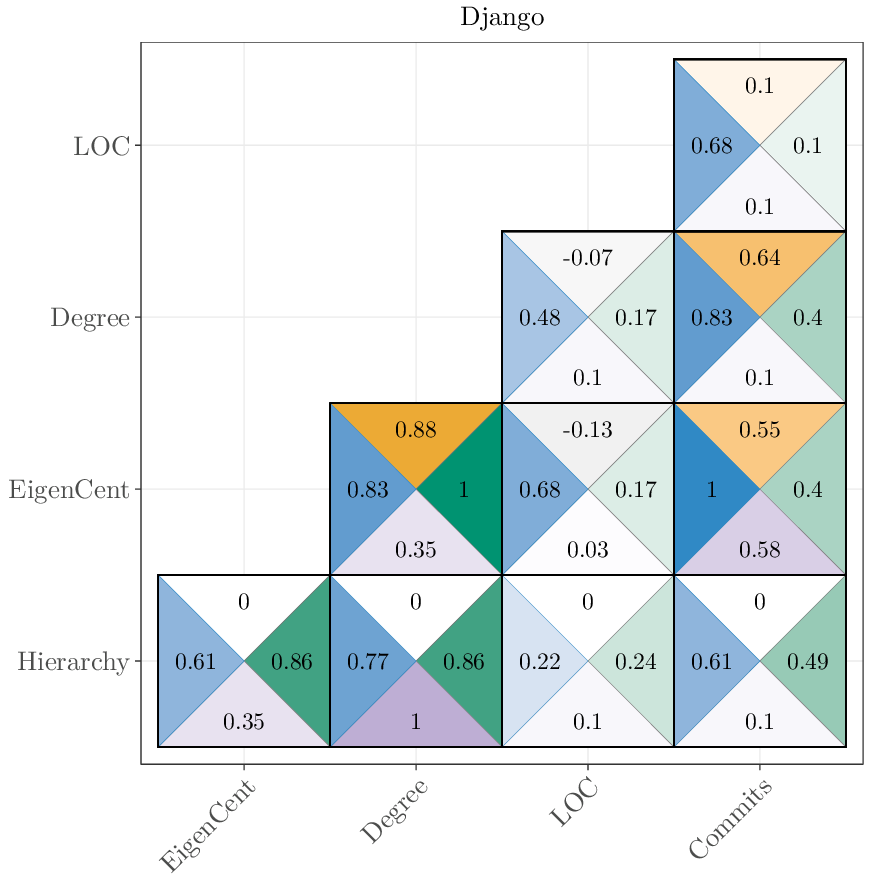 Django
0.1
LOC 0.68 0.1
0.1
-0.07 0.64
Degree 0.48 0.17 0.83 0.4
0.1 0.1
0.88 -0.13 0.55
EigenCent 0.83 1 0.68 0.17 1 0.4
0.35 0.03 0.58
0 0 0 0
Hierarchy 0.61 0.86 0.77 0.86 0.22 0.24 0.61 0.49
0.35 1 0.1 0.1
EigenCent Degree LOC Commits